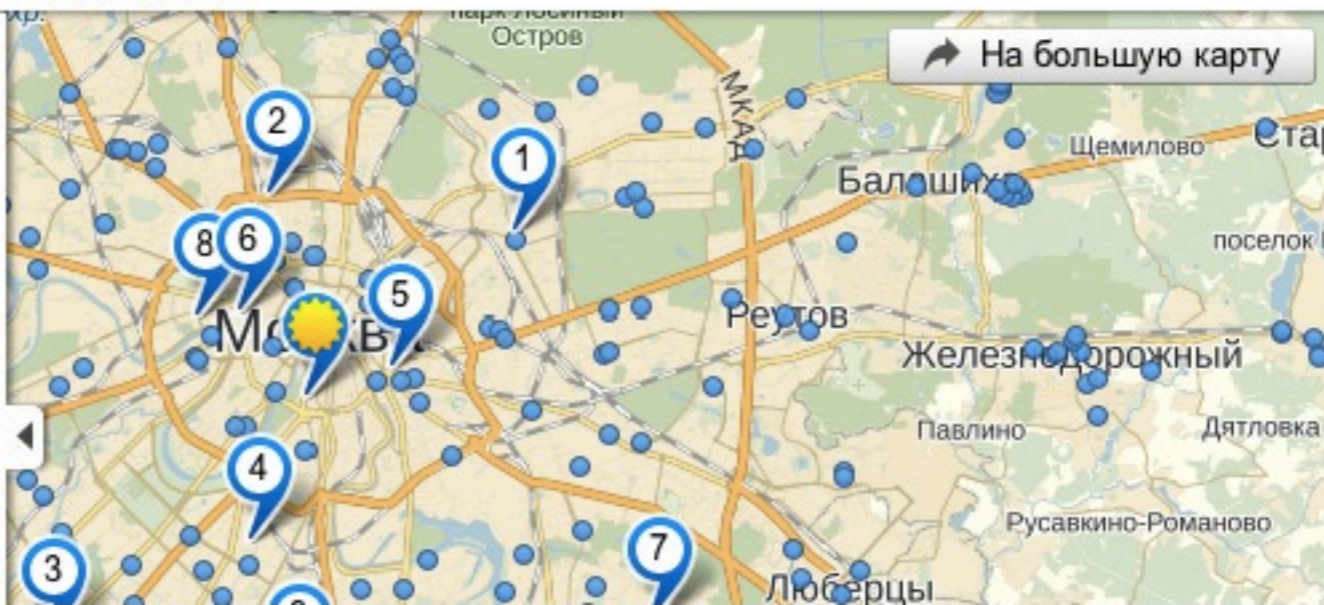 парк Лосиный
Остров
На большую карту
МКАД
2
1
Щемилово
Балашиха
8
6
поселок
5
Москва
Реутов
Железнодорожный
Павлино
Дятловка
4
Русавкино-Романово
3
7
Люберцы